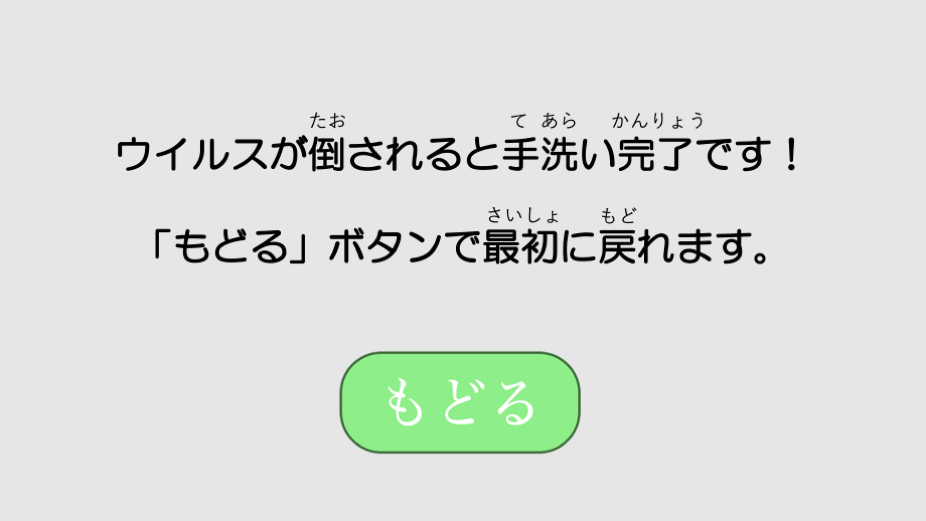 たお て あら かんりょう
ウイルスが倒されると手洗い完了です！
さいしょ もど
「もどる」ボタンで最初に戻れます。
もどる